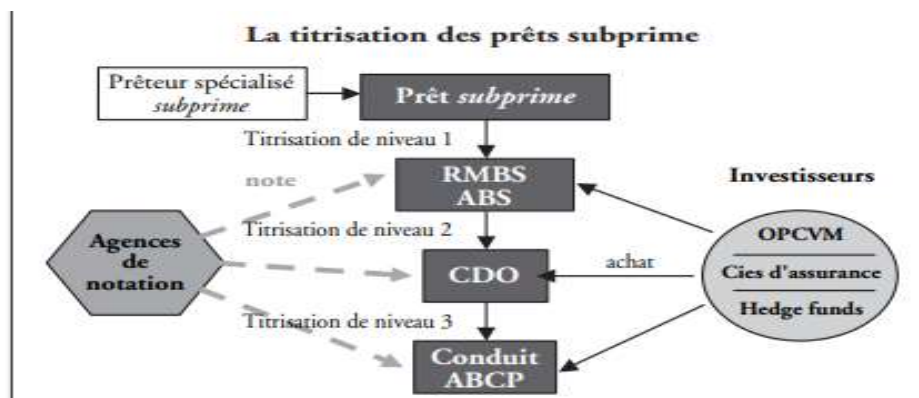 La titrisation des prêts subprime
Prêteur spécialisé
subprime
Prêt subprime
Titrisation de niveau 1
note
RMBS
ABS
Investisseurs
Titrisation de niveau 2
Agences
de
notation
CDO
achat
OPCVM
Cies d'assurance
Hedge funds
Titrisation de niveau 3
Conduit
ABCP